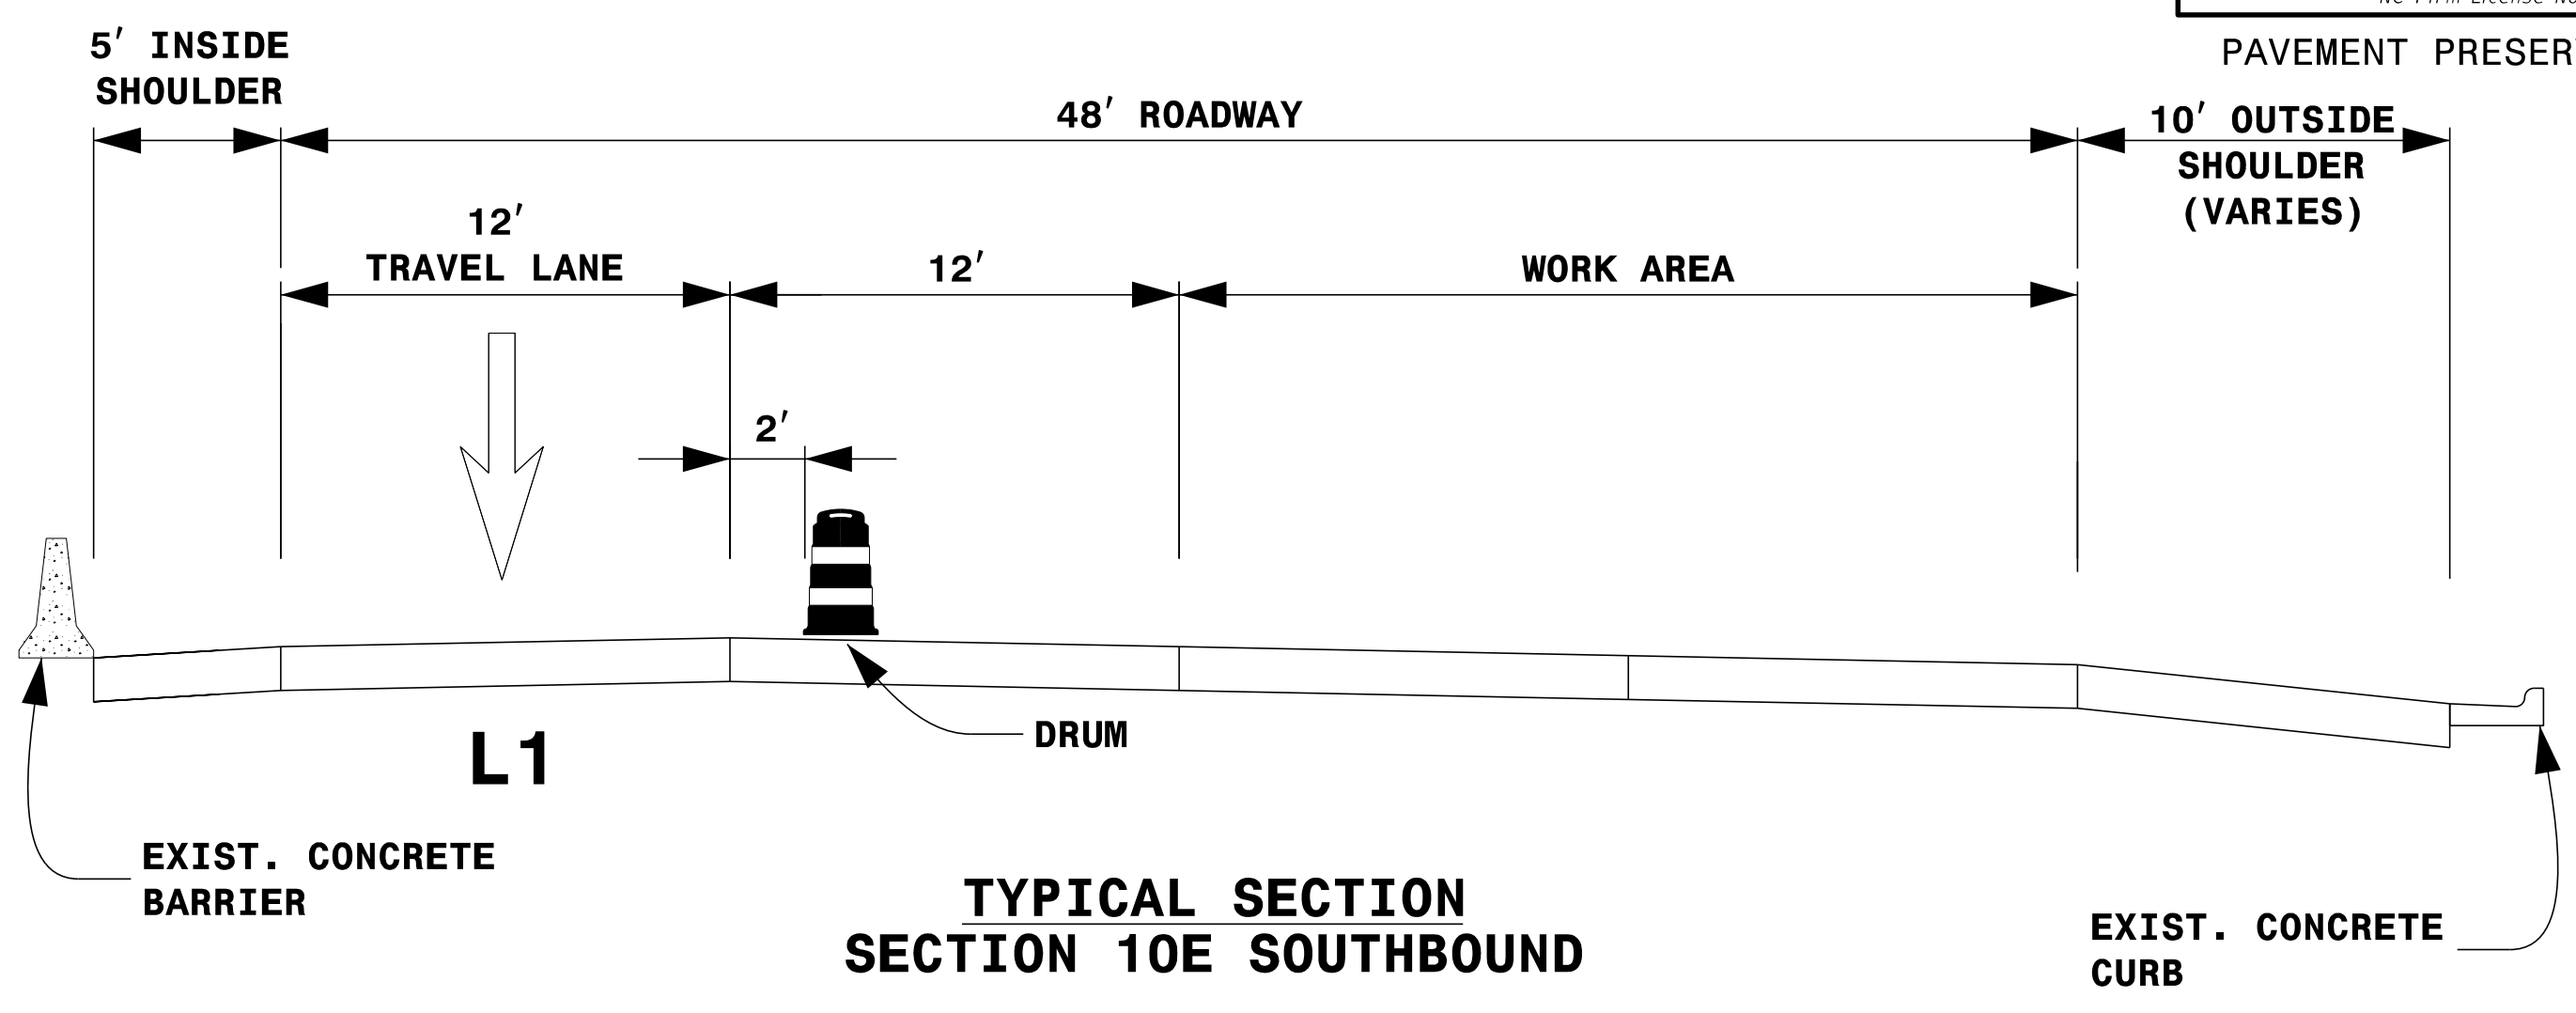 PAVEMENT
5' INSIDE
SHOULDER
48' ROADWAY
10' OUTSIDE
SHOULDER
(VARIES)
12'
TRAVEL LANE
12'
WORK AREA
2'
DRUM
L1
EXIST. CONCRETE
BARRIER
TYPICAL SECTION
SECTION 10E SOUTHBOUND
EXIST. CONCRETE
CURB